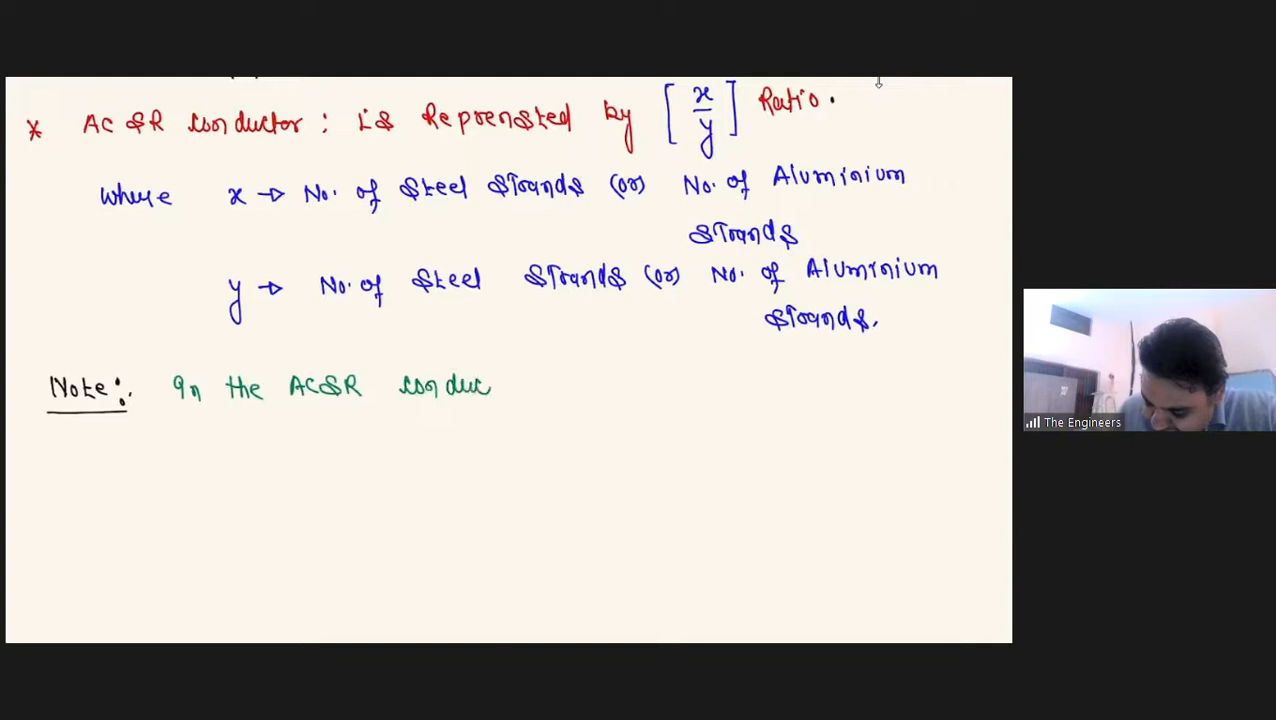 * ACSR conductor : is Reprensted by [x/y] Ratio.
where x → No. of Steel Strands (or) No. of Aluminium
Strands
y → No. of Steel Strands (or) No. of Aluminium
Strands.
Note:. In the ACSR conduc
The Engineers